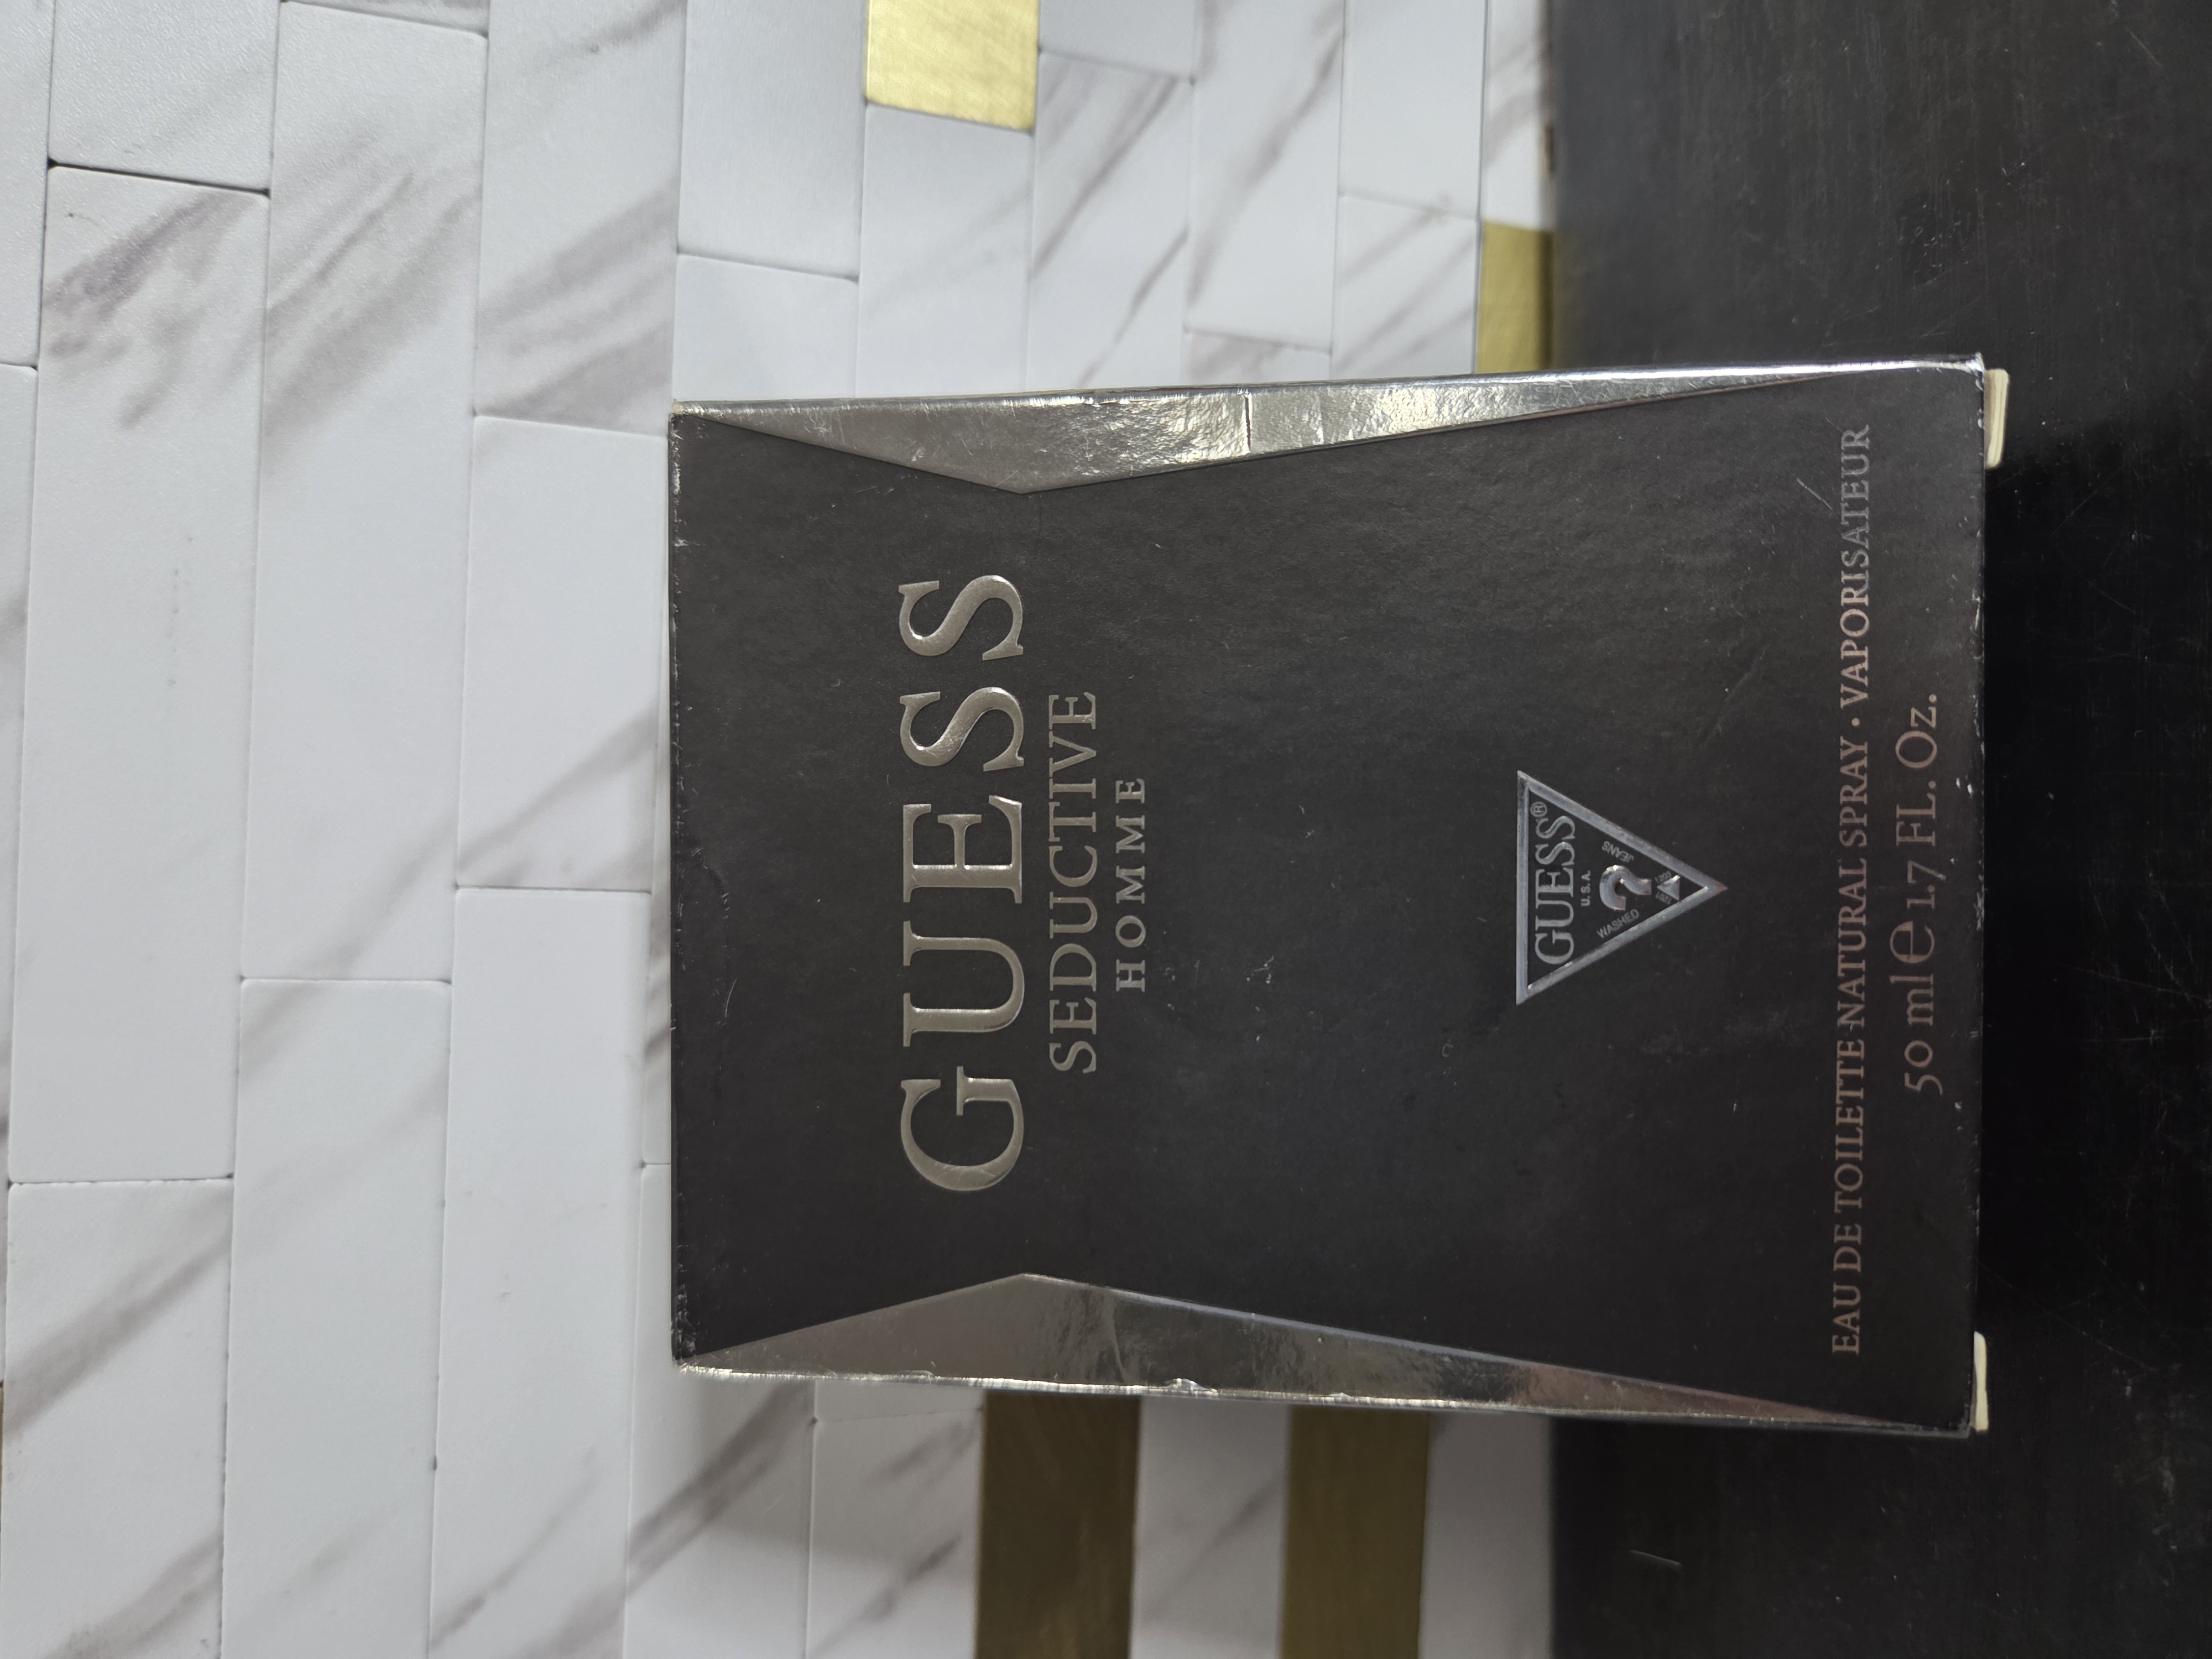 GUESS
SEDUCTIVE
HOMME
GUESS®
U.S.A.
?
WASHED JEANS
EAU DE TOILETTE NATURAL SPRAY • VAPORISATEUR
50 ml e 1.7 FL. Oz.